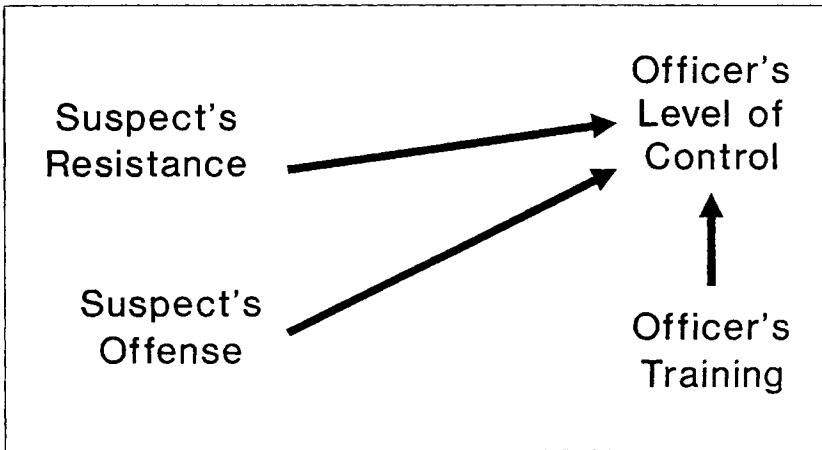 Suspect's
Resistance
Officer's
Level of
Control
Suspect's
Offense
Officer's
Training